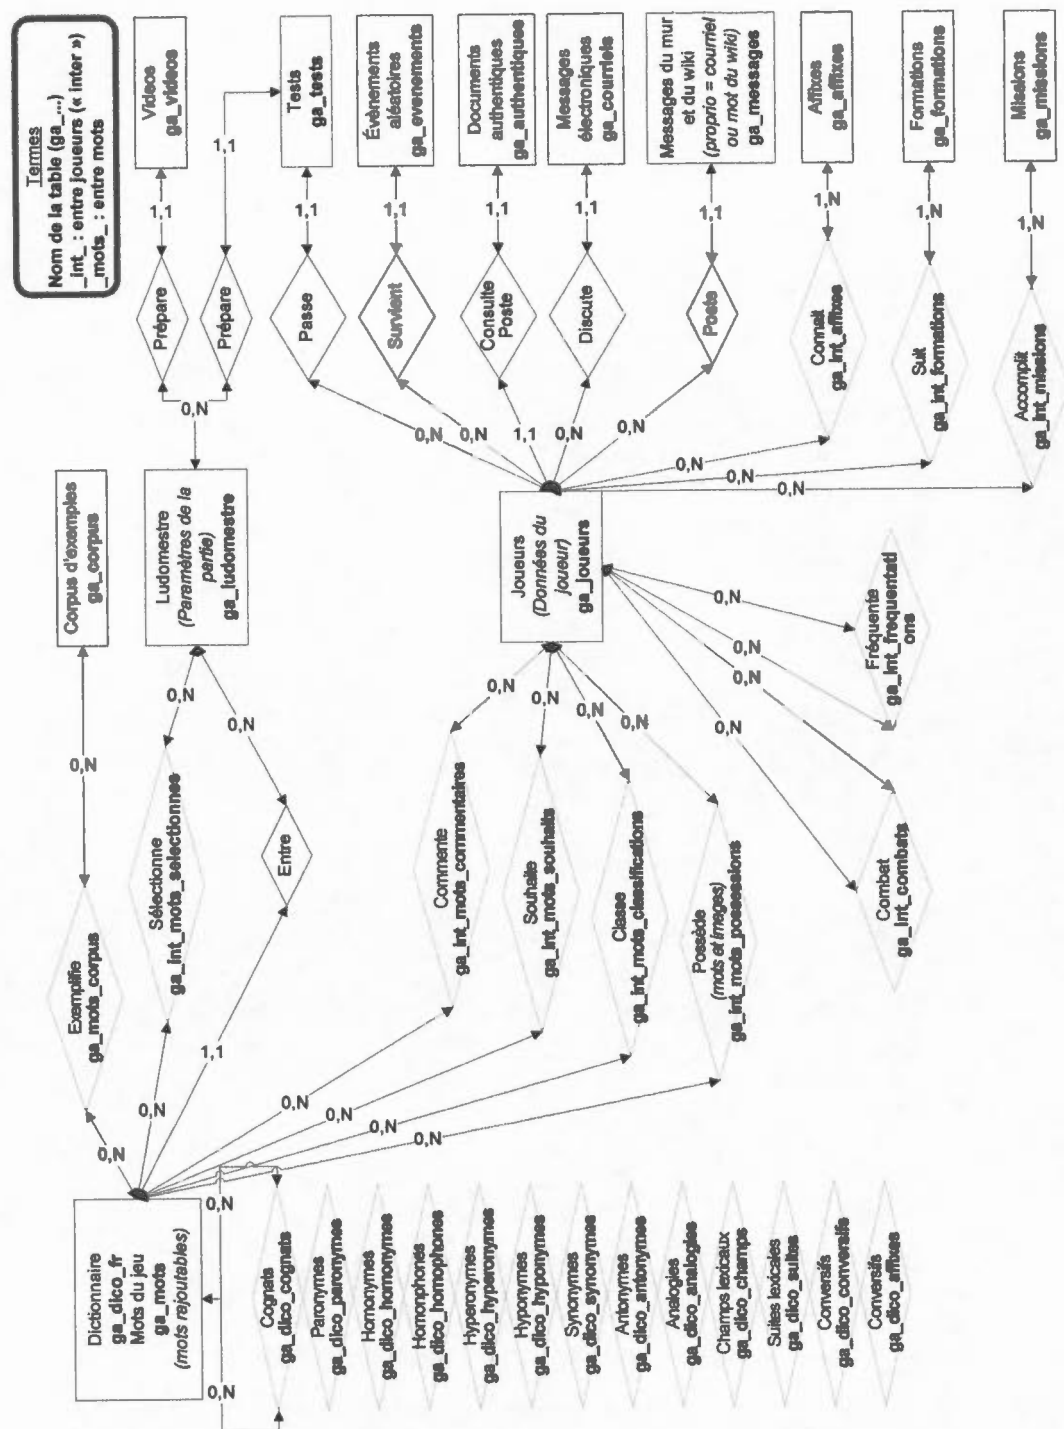 Termes
Nom de la table (ga_...)
_int_ : entre joueurs (« inter »)
_mots_ : entre mots
Videos
ga_videos
Tests
ga_tests
Évènements
aléatoires
ga_evenements
Documents
authentiques
ga_authentiques
Messages
électroniques
ga_courriels
Messages du mur
et du wiki
(proprio = courriel
ou mot du wiki)
ga_messages
Affixes
ga_affixes
Formations
ga_formations
Missions
ga_missions
1,1
1,1
1,1
1,1
1,1
1,1
1,1
1,N
1,N
1,N
Prépare
Prépare
Passe
Survient
Consulte
Poste
Discute
Poste
Connait
ga_int_affixes
Suit
ga_int_formations
Accomplit
ga_int_missions
0,N
0,N
0,N
1,1
0,N
0,N
0,N
0,N
0,N
Corpus d'exemples
ga_corpus
Ludomestre
(Paramètres de la
partie)
ga_ludomestre
Joueurs
(Données du
joueur)
ga_joueurs
0,N
0,N
0,N
0,N
0,N
0,N
0,N
0,N
0,N
0,N
0,N
Fréquente
ga_int_frequentati
ons
Exemplifie
ga_mots_corpus
Sélectionne
ga_int_mots_selectionnes
Entre
Commente
ga_int_mots_commentaires
Souhaite
ga_int_mots_souhaits
Classe
ga_int_mots_classifications
Possède
(mots et images)
ga_int_mots_possessions
Combat
ga_int_combats
0,N
0,N
1,1
0,N
0,N
0,N
0,N
Dictionnaire
ga_dico_fr
Mots du jeu
ga_mots
(mots rajoutables)
0,N
0,N
Cognats
ga_dico_cognats
Paronymes
ga_dico_paronymes
Homonymes
ga_dico_homonymes
Homonphones
ga_dico_homophones
Hyperonymes
ga_dico_hyperonymes
Hyponymes
ga_dico_hyponymes
Synonymes
ga_dico_synonymes
Antonymes
ga_dico_antonymes
Analogies
ga_dico_analogies
Champs lexicaux
ga_dico_champs
Suites lexicales
ga_dico_suites
Conversifs
ga_dico_conversifs
Conversifs
ga_dico_affixes